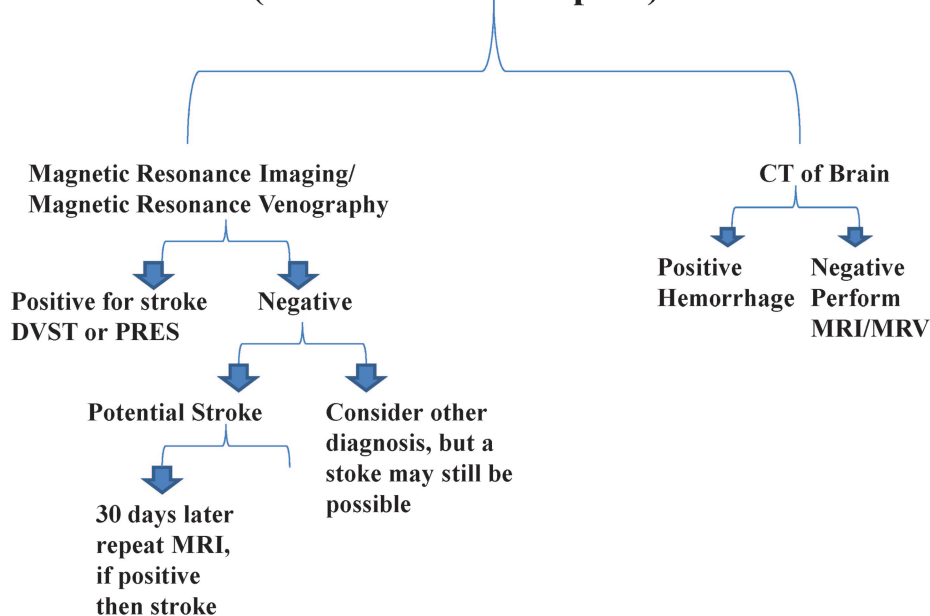 Magnetic Resonance Imaging/
Magnetic Resonance Venography
CT of Brain
Positive for stroke
DVST or PRES
Negative
Positive
Hemorrhage
Negative
Perform
MRI/MRV
Potential Stroke
Consider other
diagnosis, but a
stoke may still be
possible
30 days later
repeat MRI,
if positive
then stroke